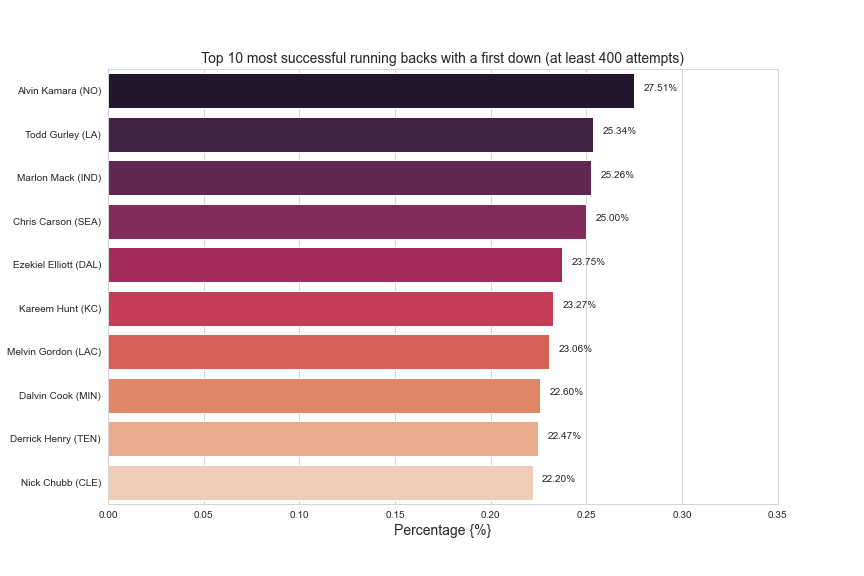 Top 10 most successful running backs with a first down (at least 400 attempts)
Alvin Kamara (NO) 27.51%
Todd Gurley (LA) 25.34%
Marlon Mack (IND) 25.26%
Chris Carson (SEA) 25.00%
Ezekiel Elliott (DAL) 23.75%
Kareem Hunt (KC) 23.27%
Melvin Gordon (LAC) 23.06%
Dalvin Cook (MIN) 22.60%
Derrick Henry (TEN) 22.47%
Nick Chubb (CLE) 22.20%
0.00 0.05 0.10 0.15 0.20 0.25 0.30 0.35
Percentage {%}